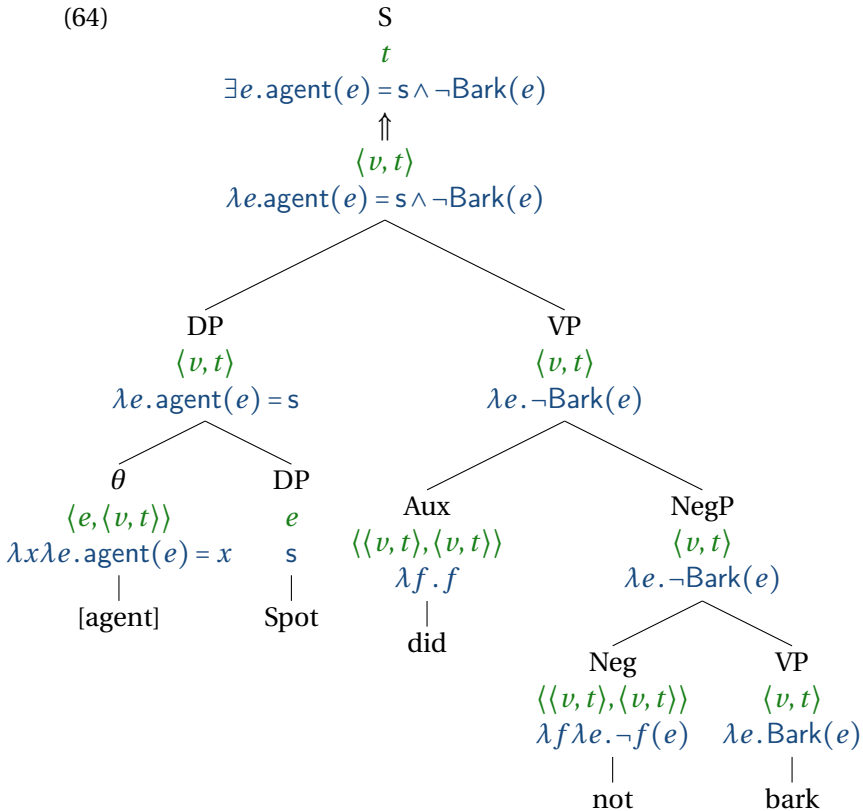 (64) S
t
∃e.agent(e) = s ∧ ¬Bark(e)
⇑
⟨v, t⟩
λe.agent(e) = s ∧ ¬Bark(e)
DP VP
⟨v, t⟩ ⟨v, t⟩
λe.agent(e) = s λe.¬Bark(e)
θ DP Aux NegP
⟨e,⟨v, t⟩⟩ e ⟨⟨v, t⟩,⟨v, t⟩⟩ ⟨v, t⟩
λxλe.agent(e) = x s λf.f λe.¬Bark(e)
[agent] Spot did
Neg VP
⟨⟨v, t⟩,⟨v, t⟩⟩ ⟨v, t⟩
λfλe.¬f(e) λe.Bark(e)
not bark